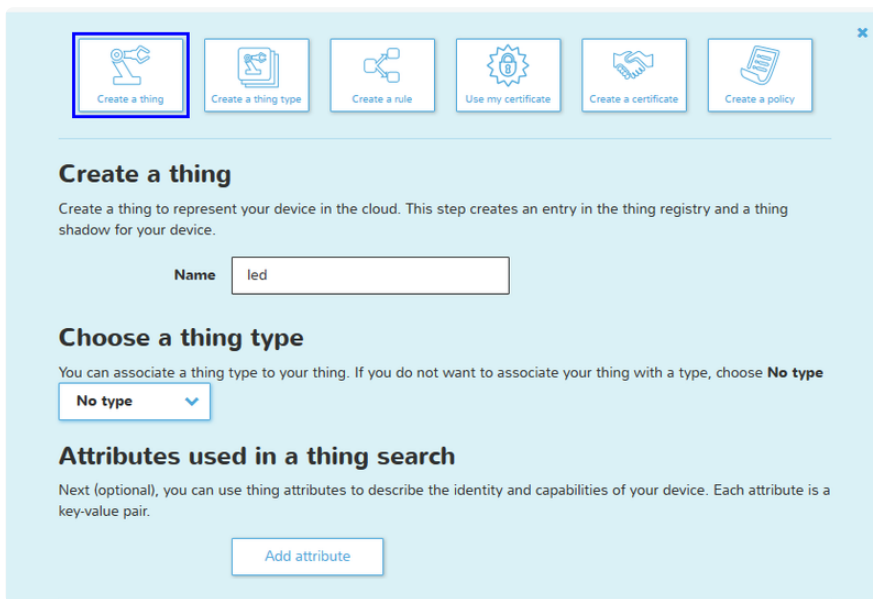 Create a thing
Create a thing type
Create a rule
Use my certificate
Create a certificate
Create a policy
Create a thing
Create a thing to represent your device in the cloud. This step creates an entry in the thing registry and a thing
shadow for your device.
Name
led
Choose a thing type
You can associate a thing type to your thing. If you do not want to associate your thing with a type, choose No type
No type
Attributes used in a thing search
Next (optional), you can use thing attributes to describe the identity and capabilities of your device. Each attribute is a
key-value pair.
Add attribute